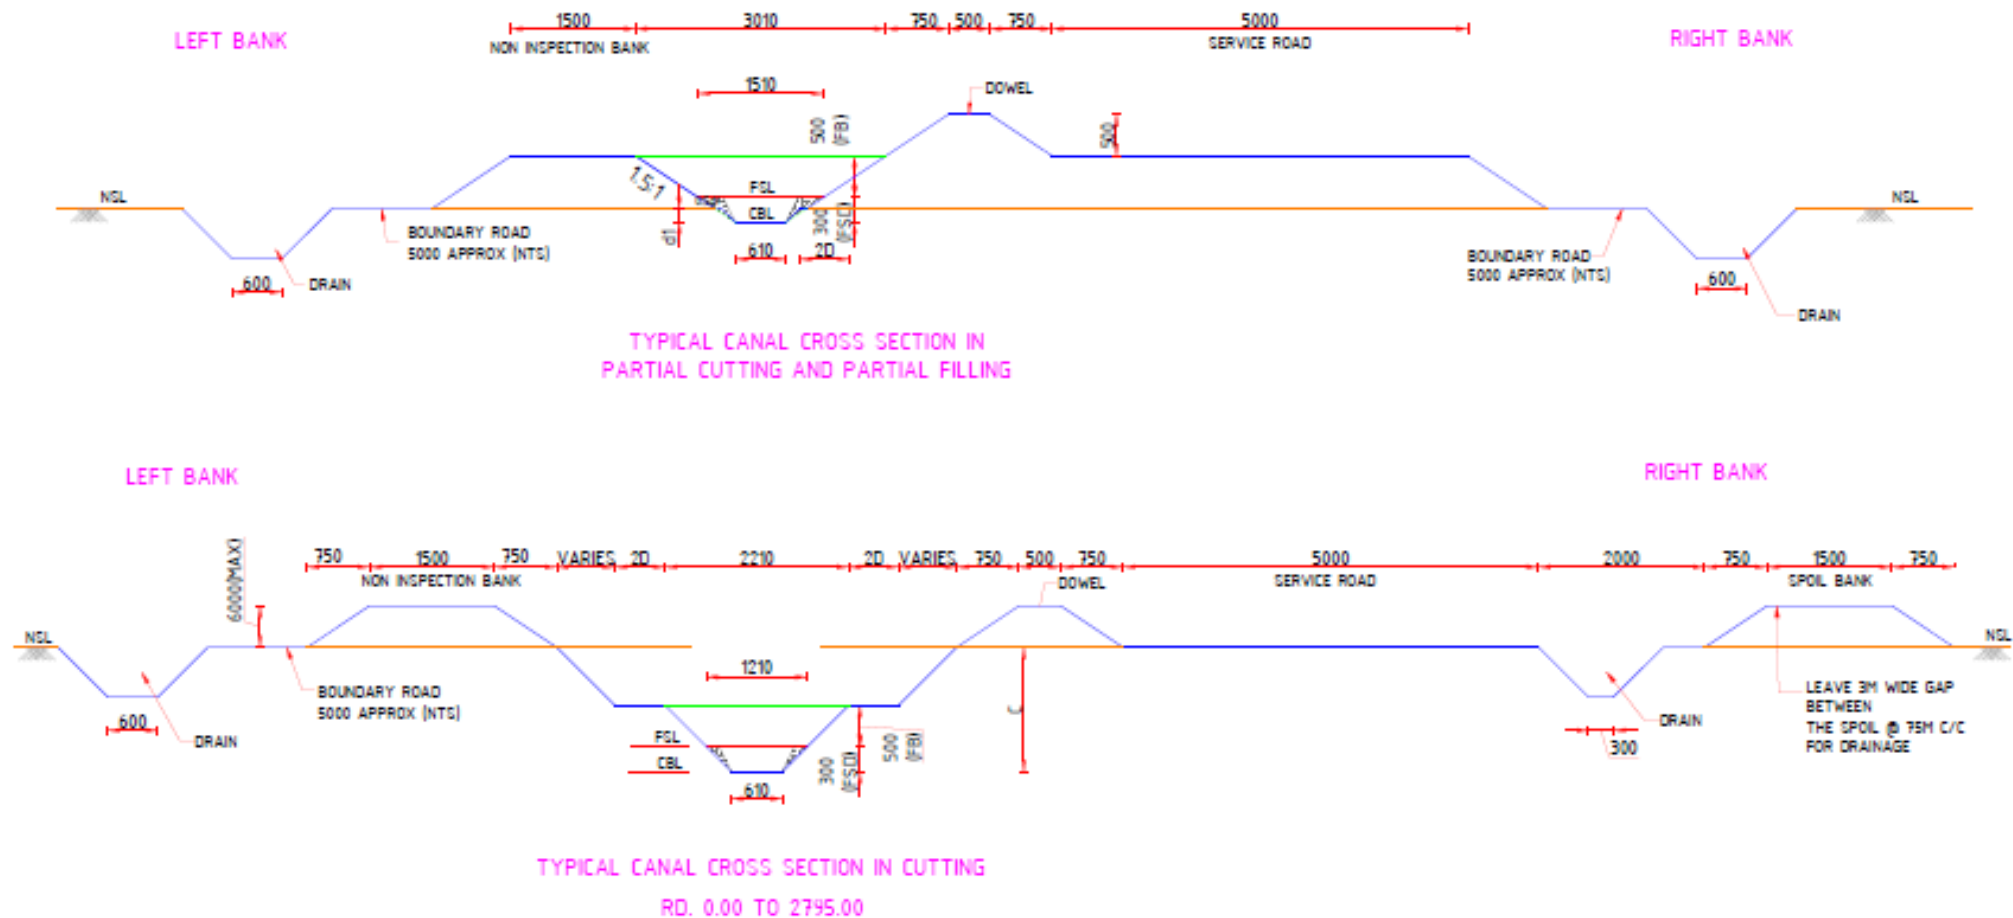 1500
3010
750
500
750
5000
LEFT BANK
NON INSPECTION BANK
SERVICE ROAD
RIGHT BANK
1510
DOWEL
500
(FB)
500
1.5:1
NSL
FSL
CBL
300
(FSD)
d1
NSL
BOUNDARY ROAD
5000 APPROX (NTS)
610
2D
BOUNDARY ROAD
5000 APPROX (NTS)
600
DRAIN
600
DRAIN
TYPICAL CANAL CROSS SECTION IN
PARTIAL CUTTING AND PARTIAL FILLING
LEFT BANK
RIGHT BANK
6000(MAX)
750
1500
750
VARIES
2D
2210
2D
VARIES
750
500
750
5000
2000
750
1500
750
NON INSPECTION BANK
DOWEL
SERVICE ROAD
SPOIL BANK
NSL
NSL
1210
BOUNDARY ROAD
5000 APPROX (NTS)
C
LEAVE 3M WIDE GAP
BETWEEN
THE SPOIL @ 75M C/C
FOR DRAINAGE
600
DRAIN
FSL
CBL
300
(FSD)
500
(FB)
610
DRAIN
300
TYPICAL CANAL CROSS SECTION IN CUTTING
RD. 0.00 TO 2795.00